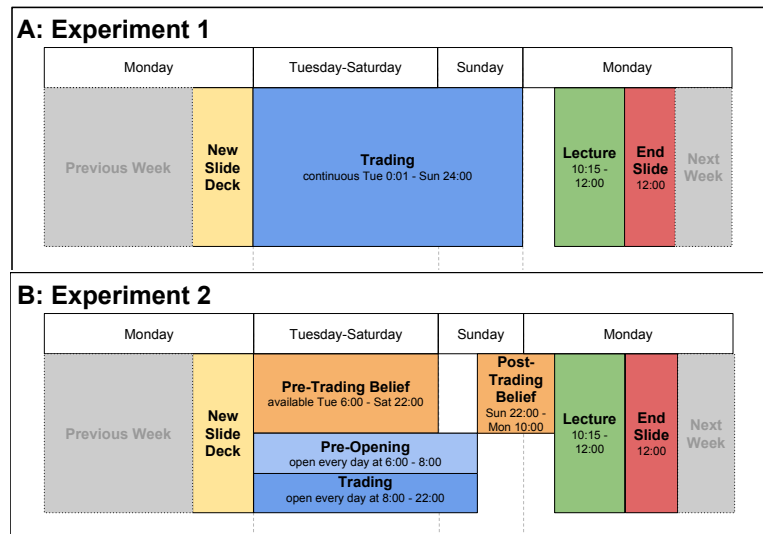 A: Experiment 1
Monday
Tuesday-Saturday
Sunday
Monday
Previous Week
New
Slide
Deck
Trading
continuous Tue 0:01 - Sun 24:00
Lecture
10:15 -
12:00
End
Slide
12:00
Next
Week
B: Experiment 2
Monday
Tuesday-Saturday
Sunday
Monday
Previous Week
New
Slide
Deck
Pre-Trading Belief
available Tue 6:00 - Sat 22:00
Pre-Opening
open every day at 6:00 - 8:00
Trading
open every day at 8:00 - 22:00
Post-
Trading
Belief
Sun 22:00 -
Mon 10:00
Lecture
10:15 -
12:00
End
Slide
12:00
Next
Week